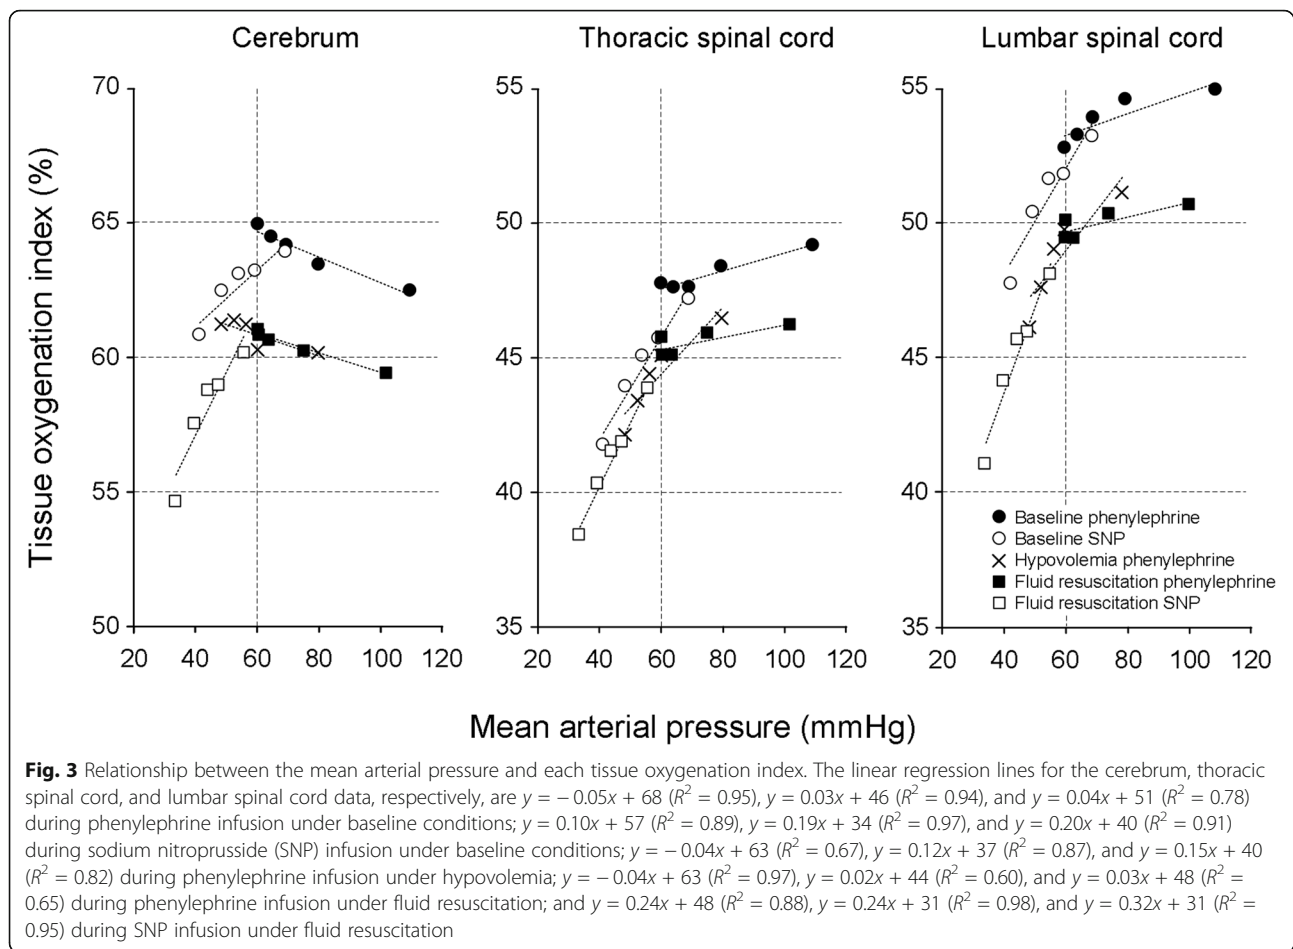 Cerebrum
Thoracic spinal cord
Lumbar spinal cord
Tissue oxygenation index (%)
70
65
60
55
50
20 40 60 80 100 120
55
50
45
40
35
20 40 60 80 100 120
55
50
45
40
35
20 40 60 80 100 120
Baseline phenylephrine
Baseline SNP
Hypovolemia phenylephrine
Fluid resuscitation phenylephrine
Fluid resuscitation SNP
Mean arterial pressure (mmHg)
Fig. 3 Relationship between the mean arterial pressure and each tissue oxygenation index. The linear regression lines for the cerebrum, thoracic
spinal cord, and lumbar spinal cord data, respectively, are y = − 0.05x + 68 (R² = 0.95), y = 0.03x + 46 (R² = 0.94), and y = 0.04x + 51 (R² = 0.78)
during phenylephrine infusion under baseline conditions; y = 0.10x + 57 (R² = 0.89), y = 0.19x + 34 (R² = 0.97), and y = 0.20x + 40 (R² = 0.91)
during sodium nitroprusside (SNP) infusion under baseline conditions; y = − 0.04x + 63 (R² = 0.67), y = 0.12x + 37 (R² = 0.87), and y = 0.15x + 40
(R² = 0.82) during phenylephrine infusion under hypovolemia; y = − 0.04x + 63 (R² = 0.97), y = 0.02x + 44 (R² = 0.60), and y = 0.03x + 48 (R² =
0.65) during phenylephrine infusion under fluid resuscitation; and y = 0.24x + 48 (R² = 0.88), y = 0.24x + 31 (R² = 0.98), and y = 0.32x + 31 (R² =
0.95) during SNP infusion under fluid resuscitation